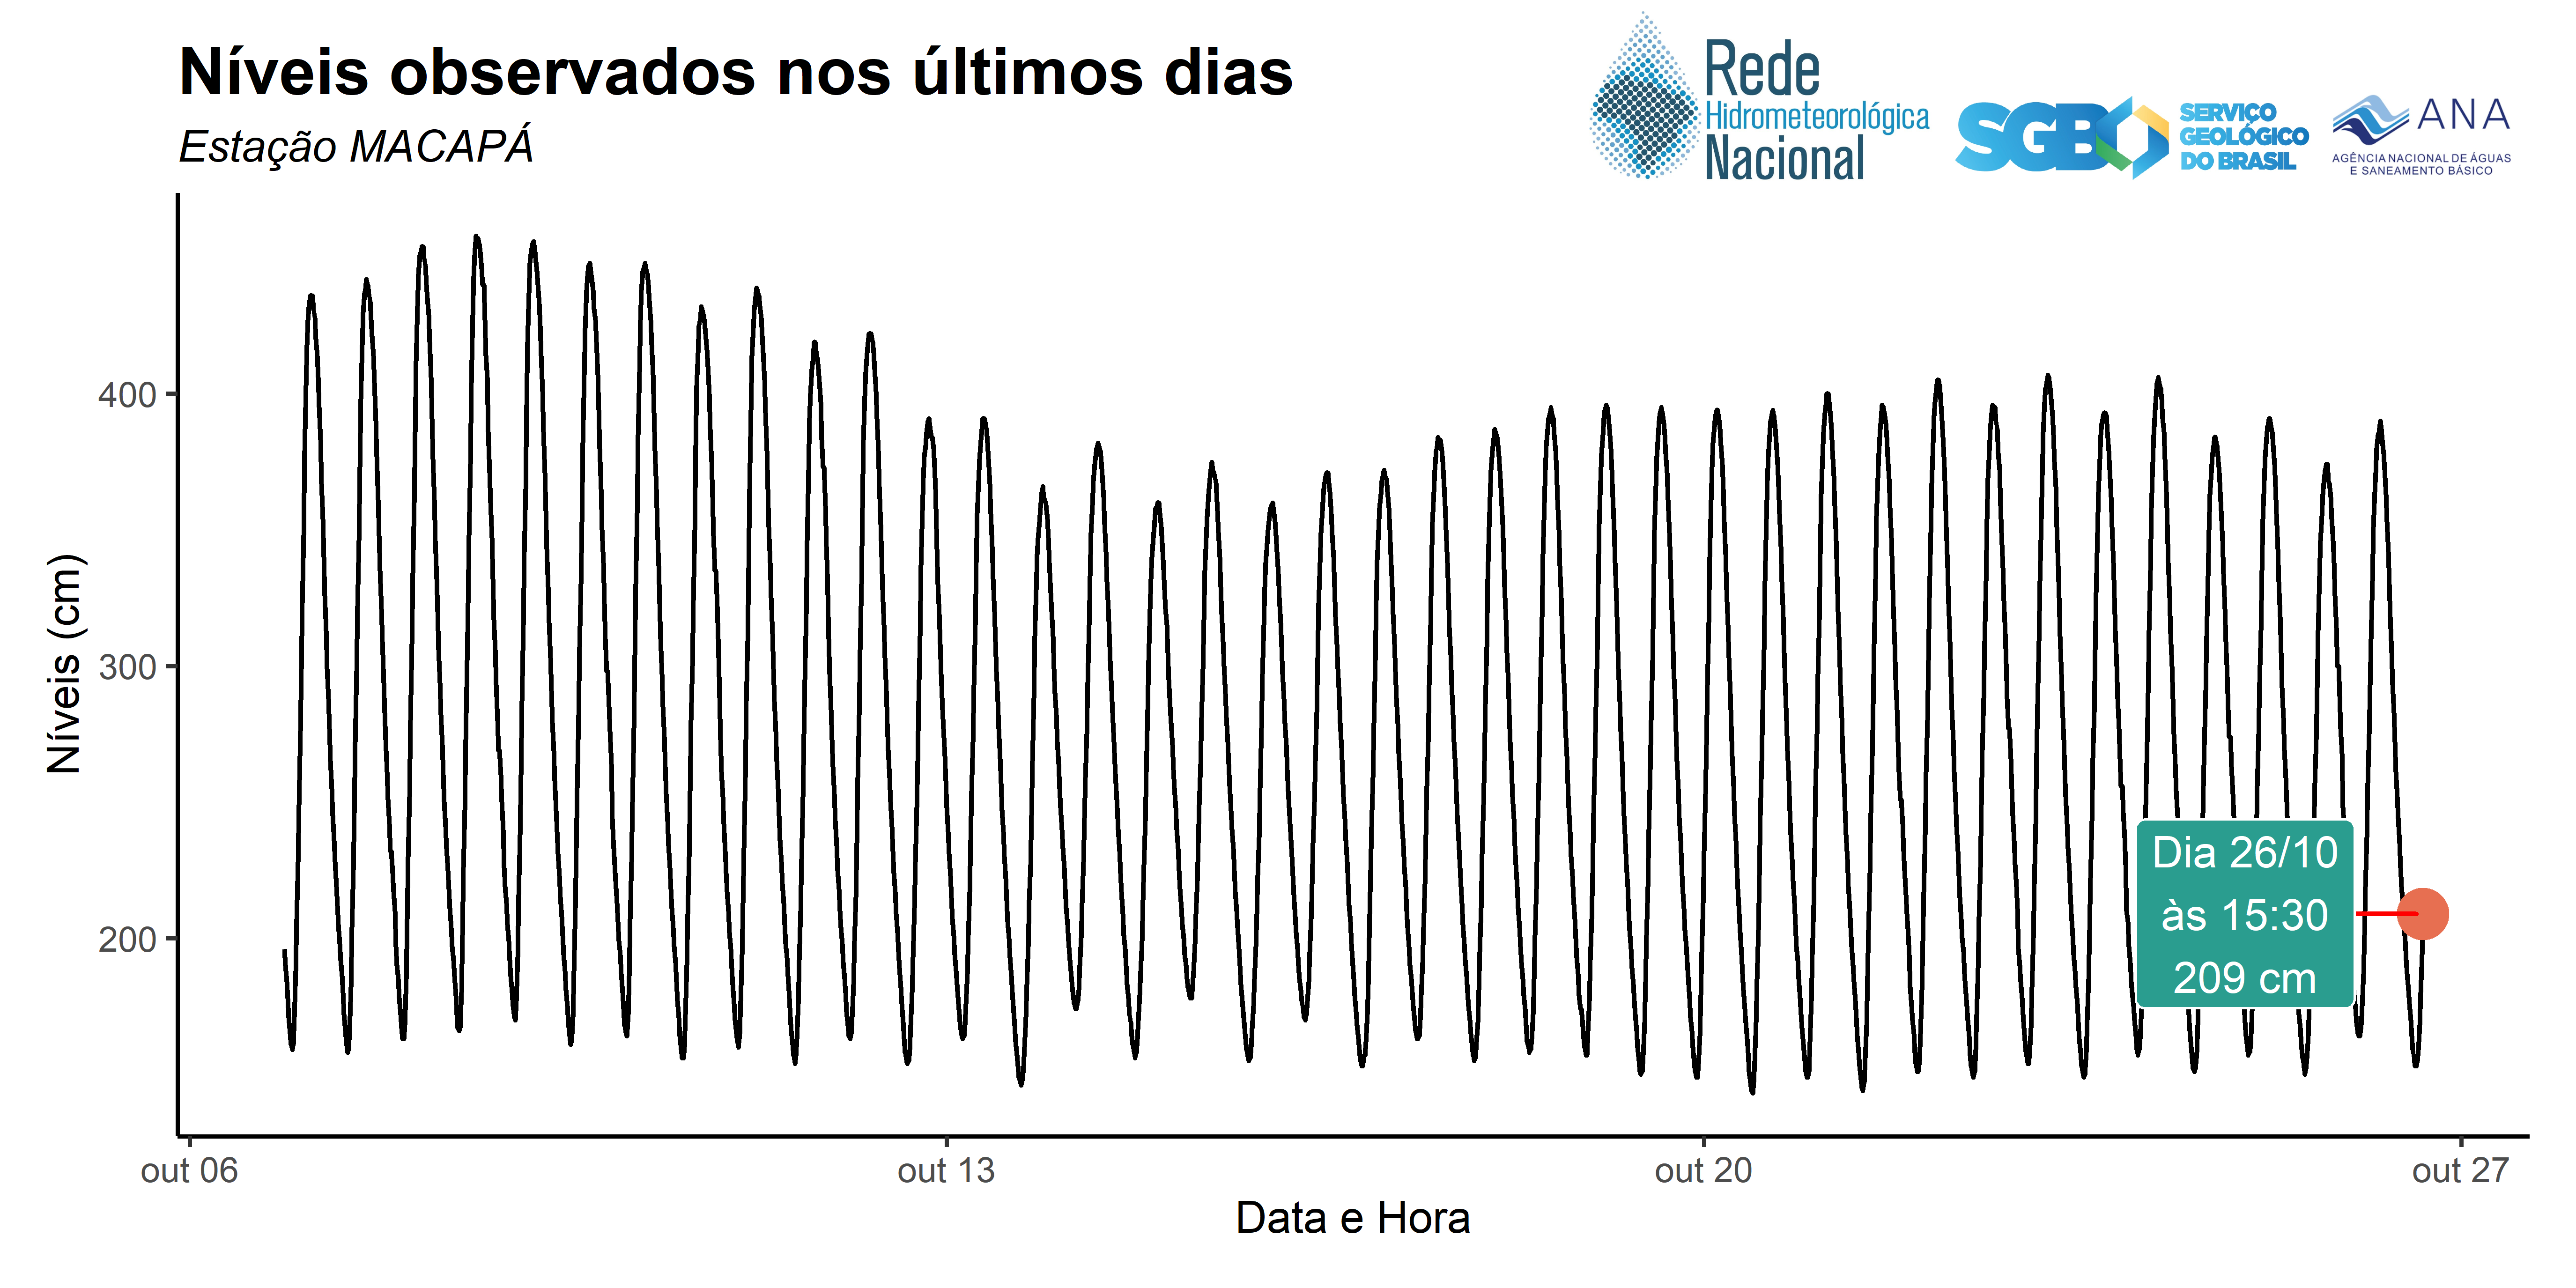 Níveis observados nos últimos dias
Estação MACAPÁ
Rede
Hidrometeorológica
Nacional
SGB
SERVIÇO
GEOLÓGICO
DO BRASIL
ANA
AGÊNCIA NACIONAL DE ÁGUAS
E SANEAMENTO BÁSICO
Níveis (cm)
400
300
200
Dia 26/10
às 15:30
209 cm
out 06
out 13
out 20
out 27
Data e Hora